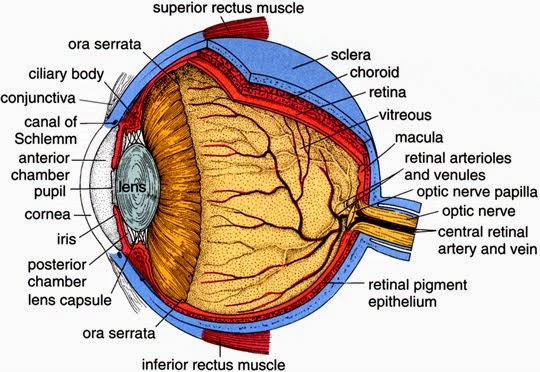 superior rectus muscle
ora serrata
ciliary body
conjunctiva
canal of
Schlemm
anterior
chamber
pupil
cornea
iris
posterior
chamber
lens capsule
ora serrata
inferior rectus muscle
lens
sclera
choroid
retina
vitreous
macula
retinal arterioles
and venules
optic nerve papilla
optic nerve
central retinal
artery and vein
retinal pigment
epithelium